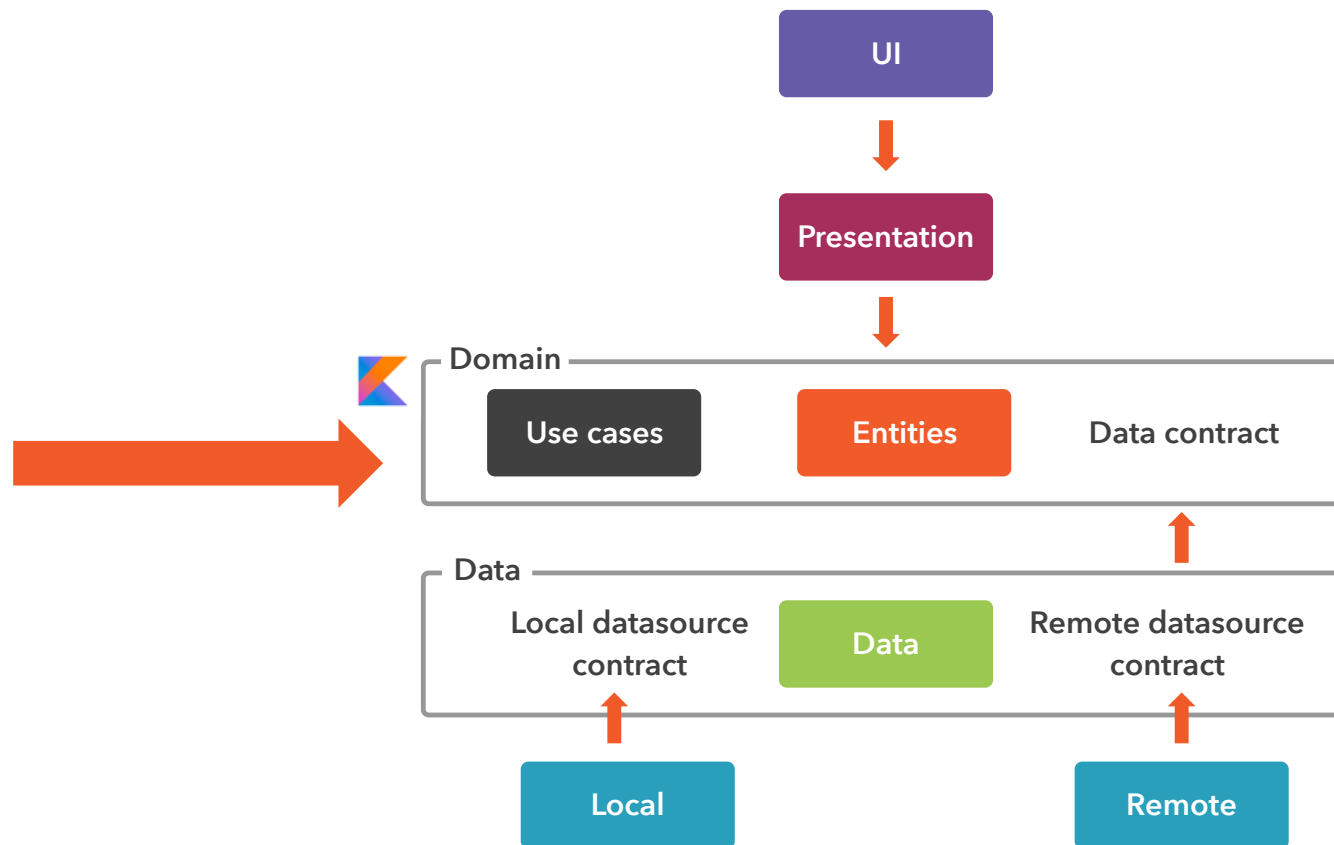 UI
Presentation
Domain
Use cases
Entities
Data contract
Data
Local datasource
contract
Data
Remote datasource
contract
Local
Remote